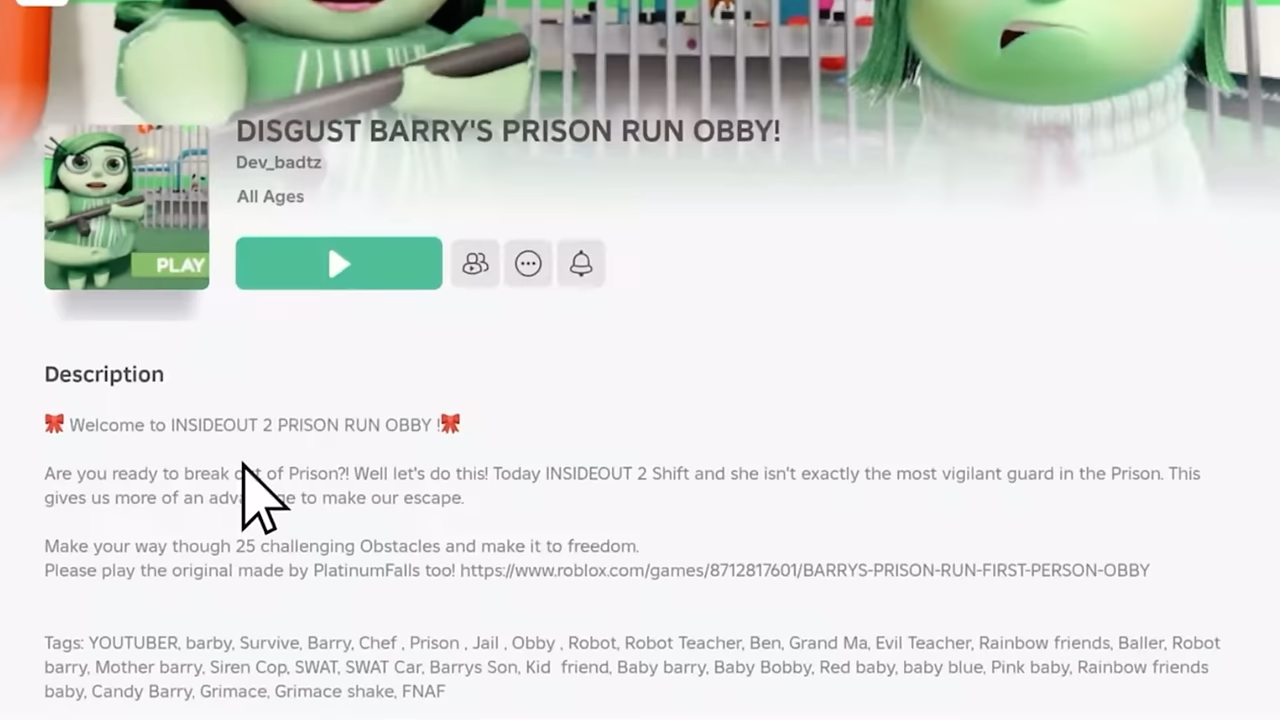 DISGUST BARRY'S PRISON RUN OBBY!
Dev_badtz
All Ages
PLAY
Description
🎀 Welcome to INSIDEOUT 2 PRISON RUN OBBY !🎀
Are you ready to break of Prison?! Well let's do this! Today INSIDEOUT 2 Shift and she isn't exactly the most vigilant guard in the Prison. This
gives us more of an to make our escape.
Make your way though 25 challenging Obstacles and make it to freedom.
Please play the original made by PlatinumFalls too! https://www.roblox.com/games/8712817601/BARRYS-PRISON-RUN-FIRST-PERSON-OBBY
Tags: YOUTUBER, barby, Survive, Barry, Chef , Prison , Jail , Obby , Robot, Robot Teacher, Ben, Grand Ma, Evil Teacher, Rainbow friends, Baller, Robot
barry, Mother barry, Siren Cop, SWAT, SWAT Car, Barrys Son, Kid  friend, Baby barry, Baby Bobby, Red baby, baby blue, Pink baby, Rainbow friends
baby, Candy Barry, Grimace, Grimace shake, FNAF